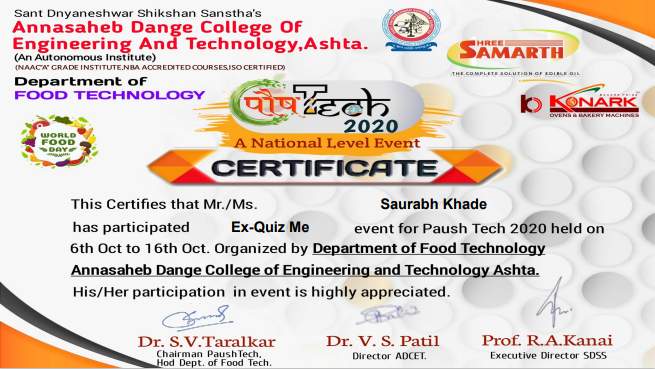 Sant Dnyaneshwar Shikshan Sanstha's
Annasaheb Dange College Of
Engineering And Technology,Ashta.
(An Autonomous Institute)
(NAAC"A" GRADE INSTITUTE,NBA ACCREDITED COURSES,ISO CERTIFIED)
Department of
FOOD TECHNOLOGY
SHREE
SAMARTH
THE COMPLETE SOLUTION OF EDIBLE OIL
KONARK
OVENS & BAKERY MACHINES
WORLD
FOOD
DAY
पौषTech
2020
A National Level Event
CERTIFICATE
This Certifies that Mr./Ms. Saurabh Khade
has participated Ex-Quiz Me event for Paush Tech 2020 held on
6th Oct to 16th Oct. Organized by Department of Food Technology
Annasaheb Dange College of Engineering and Technology Ashta.
His/Her participation in event is highly appreciated.
Dr. S.V.Taralkar
Chairman PaushTech,
Hod Dept. of Food Tech.
Dr. V. S. Patil
Director ADCET.
Prof. R.A.Kanai
Executive Director SDSS